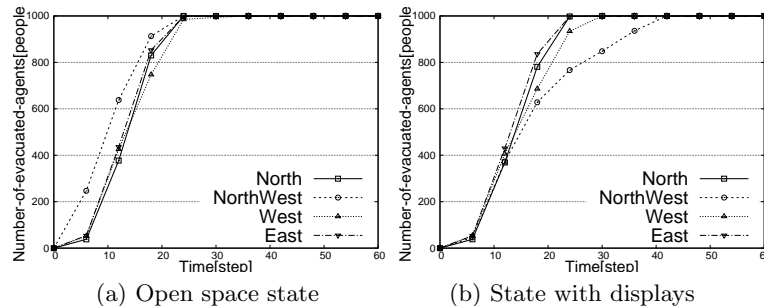 Number-of-evacuated-agents[people
1000
800
600
400
200
0
North
NorthWest
West
East
0 10 20 30 40 50 60
Time[step]
(a) Open space state
Number-of-evacuated-agents[people
1000
800
600
400
200
0
North
NorthWest
West
East
0 10 20 30 40 50 60
Time[step]
(b) State with displays